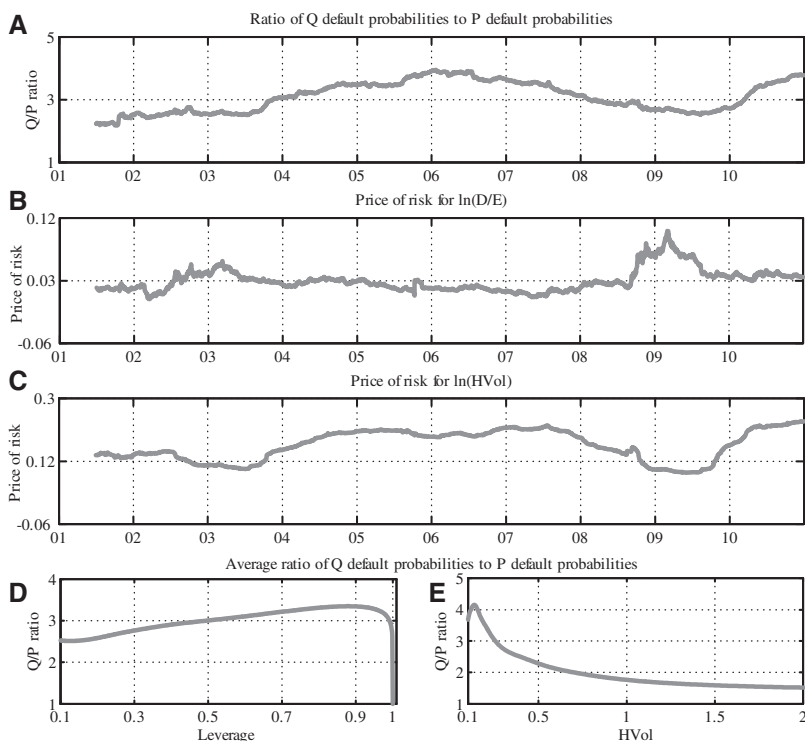 A
Ratio of Q default probabilities to P default probabilities
5
3
1
Q/P ratio
01 02 03 04 05 06 07 08 09 10
B
Price of risk for ln(D/E)
0.12
0.03
-0.06
Price of risk
01 02 03 04 05 06 07 08 09 10
C
Price of risk for ln(HVol)
0.3
0.12
-0.06
Price of risk
01 02 03 04 05 06 07 08 09 10
Average ratio of Q default probabilities to P default probabilities
D
4
3
2
1
Q/P ratio
0.1 0.3 0.5 0.7 0.9 1
Leverage
E
5
4
3
2
1
Q/P ratio
0.1 0.5 1 1.5 2
HVol